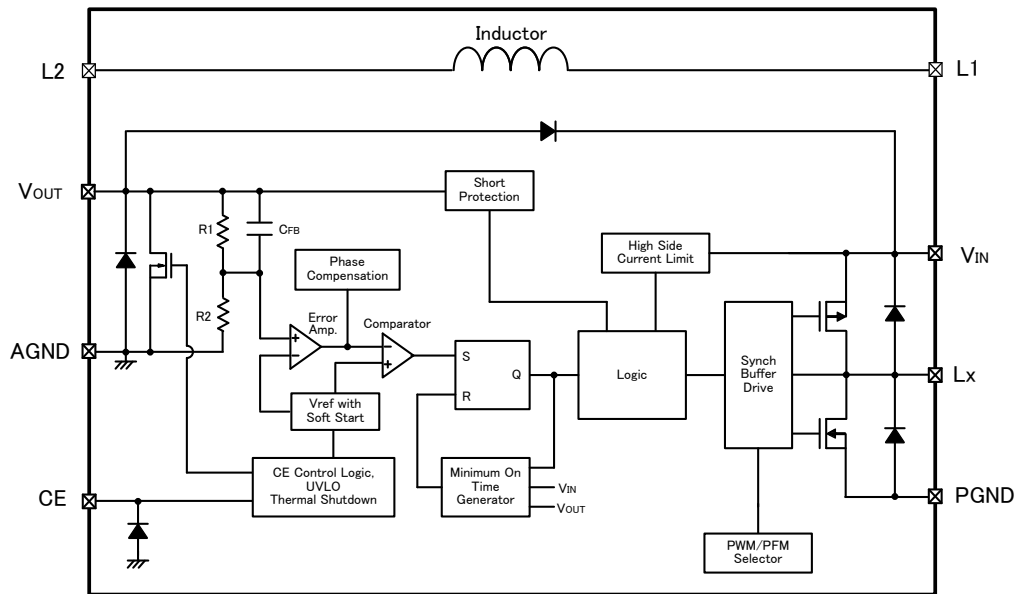 Inductor
L2
L1
VOUT
Short
Protection
R1
CFB
High Side
Current Limit
VIN
Phase
Compensation
R2
Error
Amp.
Comparator
+
−
−
+
AGND
S
Q
R
Logic
Synch
Buffer
Drive
Lx
Vref with
Soft Start
CE Control Logic,
UVLO
Thermal Shutdown
Minimum On
Time
Generator
VIN
VOUT
CE
PGND
PWM/PFM
Selector